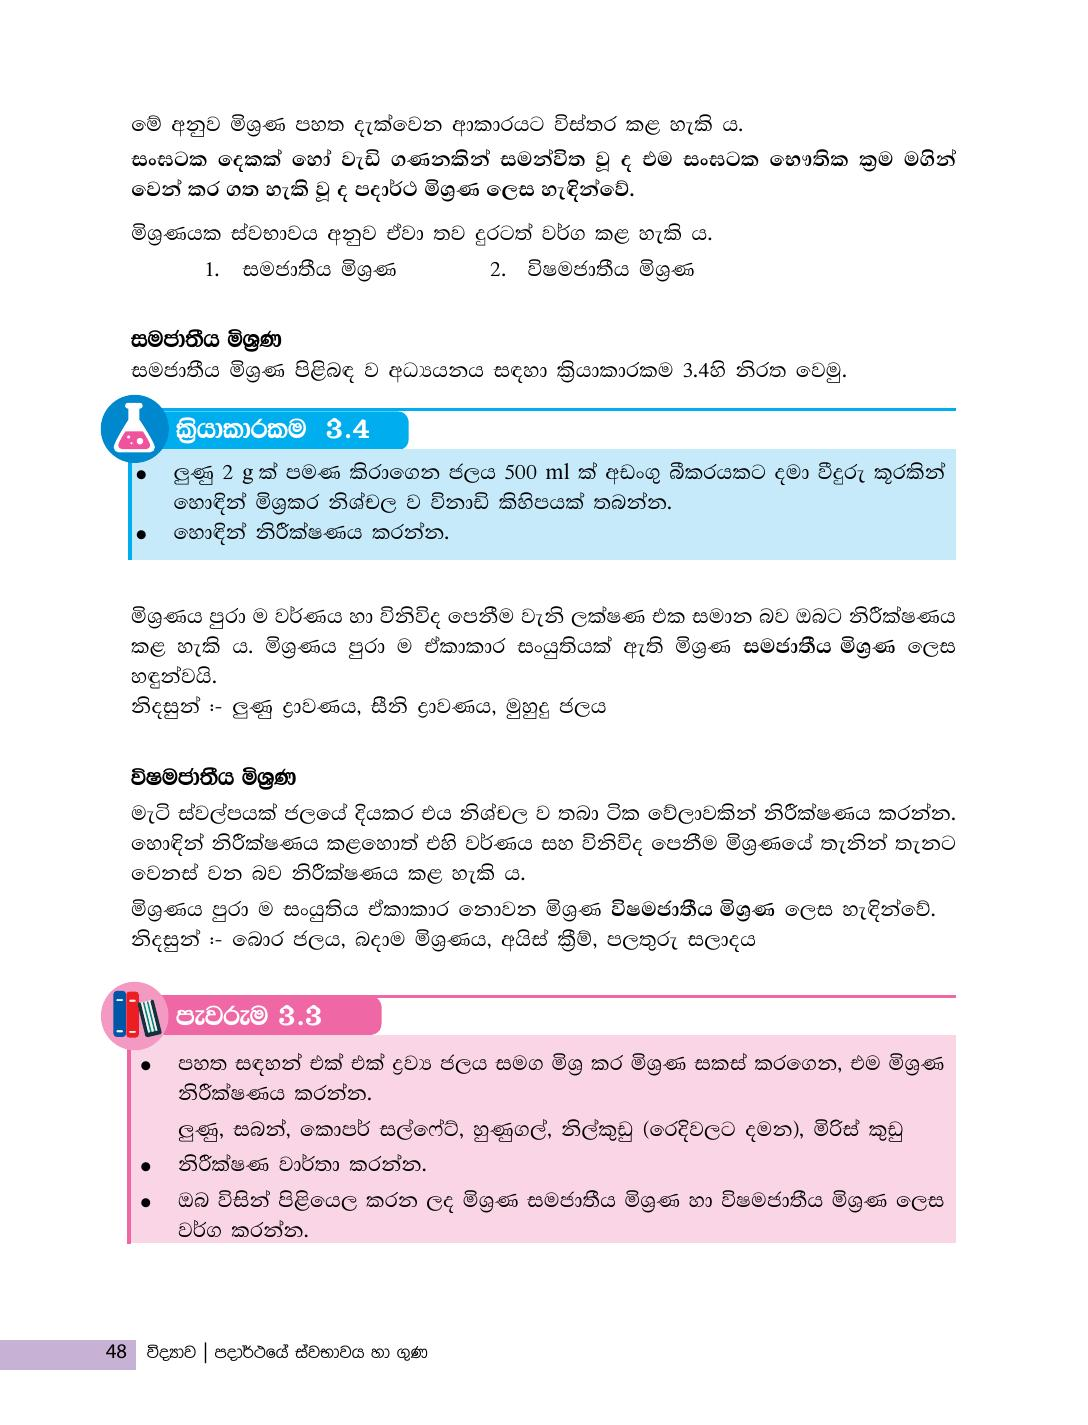 මේ අනුව මිශ්‍රණ පහත දැක්වෙන ආකාරයට විස්තර කළ හැකි ය.
සංඝටක දෙකක් හෝ වැඩි ගණනකින් සමන්විත වූ ද එම සංඝටක භෞතික ක්‍රම මගින්
වෙන් කර ගත හැකි වූ ද පදාර්ථ මිශ්‍රණ ලෙස හැඳින්වේ.
මිශ්‍රණයක ස්වභාවය අනුව ඒවා තව දුරටත් වර්ග කළ හැකි ය.
1. සමජාතීය මිශ්‍රණ 2. විෂමජාතීය මිශ්‍රණ
සමජාතීය මිශ්‍රණ
සමජාතීය මිශ්‍රණ පිළිබඳ ව අධ්‍යයනය සඳහා ක්‍රියාකාරකම 3.4හි නිරත වෙමු.
ක්‍රියාකාරකම 3.4
● ලුණු 2 g ක් පමණ කිරාගෙන ජලය 500 ml ක් අඩංගු බීකරයකට දමා වීදුරු කූරකින්
හොඳින් මිශ්‍රකර නිශ්චල ව විනාඩි කිහිපයක් තබන්න.
● හොඳින් නිරීක්ෂණය කරන්න.
මිශ්‍රණය පුරා ම වර්ණය හා විනිවිද පෙනීම වැනි ලක්ෂණ එක සමාන බව ඔබට නිරීක්ෂණය
කළ හැකි ය. මිශ්‍රණය පුරා ම ඒකාකාර සංයුතියක් ඇති මිශ්‍රණ සමජාතීය මිශ්‍රණ ලෙස
හඳුන්වයි.
නිදසුන් :- ලුණු ද්‍රාවණය, සීනි ද්‍රාවණය, මුහුදු ජලය
විෂමජාතීය මිශ්‍රණ
මැටි ස්වල්පයක් ජලයේ දියකර එය නිශ්චල ව තබා ටික වේලාවකින් නිරීක්ෂණය කරන්න.
හොඳින් නිරීක්ෂණය කළහොත් එහි වර්ණය සහ විනිවිද පෙනීම මිශ්‍රණයේ තැනින් තැනට
වෙනස් වන බව නිරීක්ෂණය කළ හැකි ය.
මිශ්‍රණය පුරා ම සංයුතිය ඒකාකාර නොවන මිශ්‍රණ විෂමජාතීය මිශ්‍රණ ලෙස හැඳින්වේ.
නිදසුන් :- බොර ජලය, බදාම මිශ්‍රණය, අයිස් ක්‍රීම්, පලතුරු සලාදය
පැවරුම 3.3
● පහත සඳහන් එක් එක් ද්‍රව්‍ය ජලය සමග මිශ්‍ර කර මිශ්‍රණ සකස් කරගෙන, එම මිශ්‍රණ
නිරීක්ෂණය කරන්න.
ලුණු, සබන්, කොපර් සල්ෆේට්, හුණුගල්, නිල්කුඩු (රෙදිවලට දමන), මිරිස් කුඩු
● නිරීක්ෂණ වාර්තා කරන්න.
● ඔබ විසින් පිළියෙල කරන ලද මිශ්‍රණ සමජාතීය මිශ්‍රණ හා විෂමජාතීය මිශ්‍රණ ලෙස
වර්ග කරන්න.
48 විද්‍යාව | පදාර්ථයේ ස්වභාවය හා ගුණ